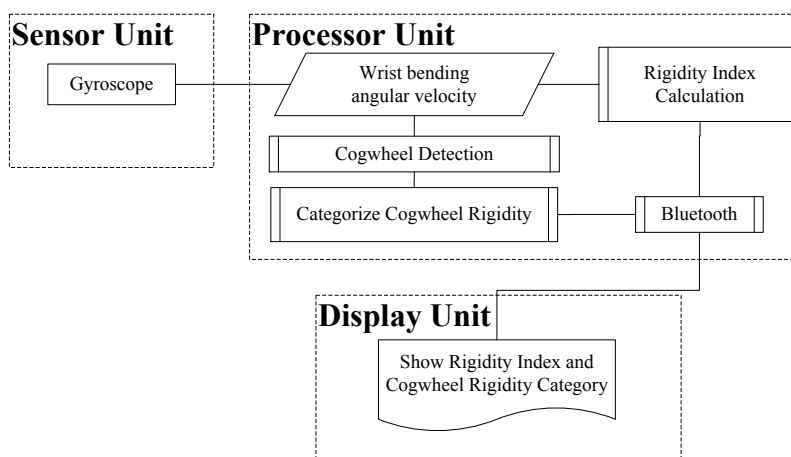 Sensor Unit
Gyroscope
Processor Unit
Wrist bending
angular velocity
Rigidity Index
Calculation
Cogwheel Detection
Categorize Cogwheel Rigidity
Bluetooth
Display Unit
Show Rigidity Index and
Cogwheel Rigidity Category